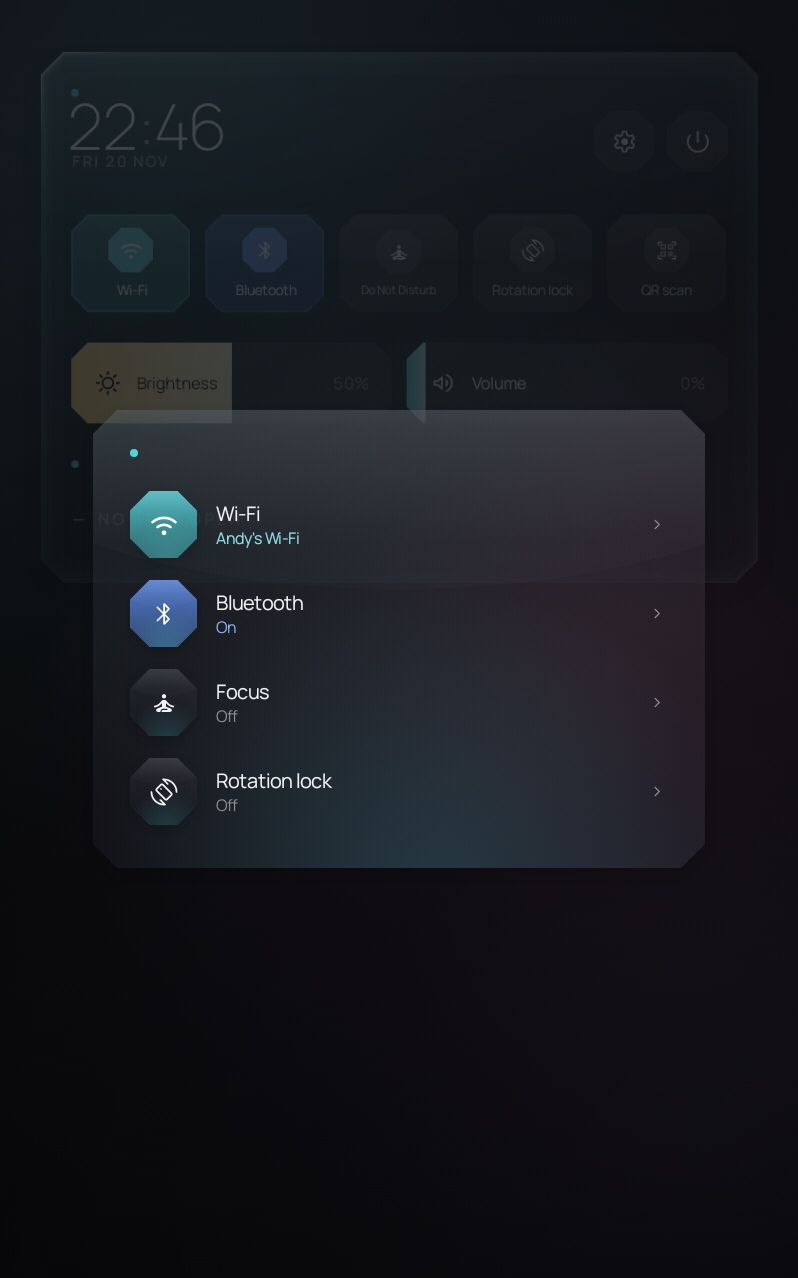 22:46
FRI 20 NOV
Wi-Fi
Bluetooth
Do Not Disturb
Rotation lock
QR scan
Brightness
50%
Volume
0%
Wi-Fi
Andy's Wi-Fi
Bluetooth
On
Focus
Off
Rotation lock
Off